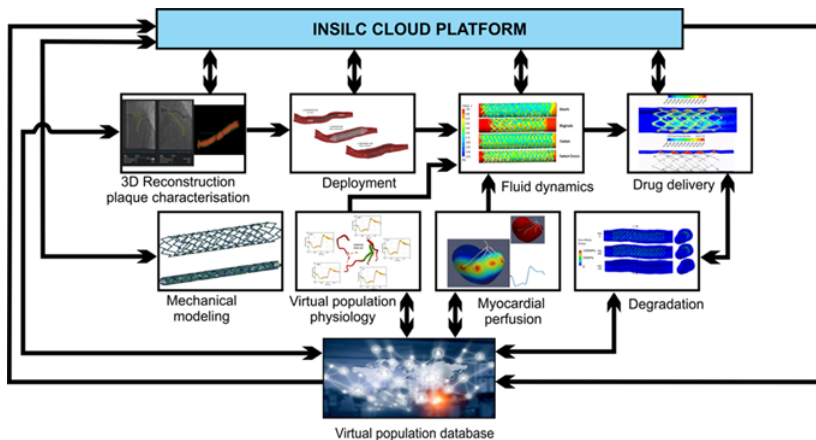 INSILC CLOUD PLATFORM
3D Reconstruction
plaque characterisation
Deployment
Fluid dynamics
Drug delivery
Mechanical
modeling
Virtual population
physiology
Myocardial
perfusion
Degradation
Virtual population database